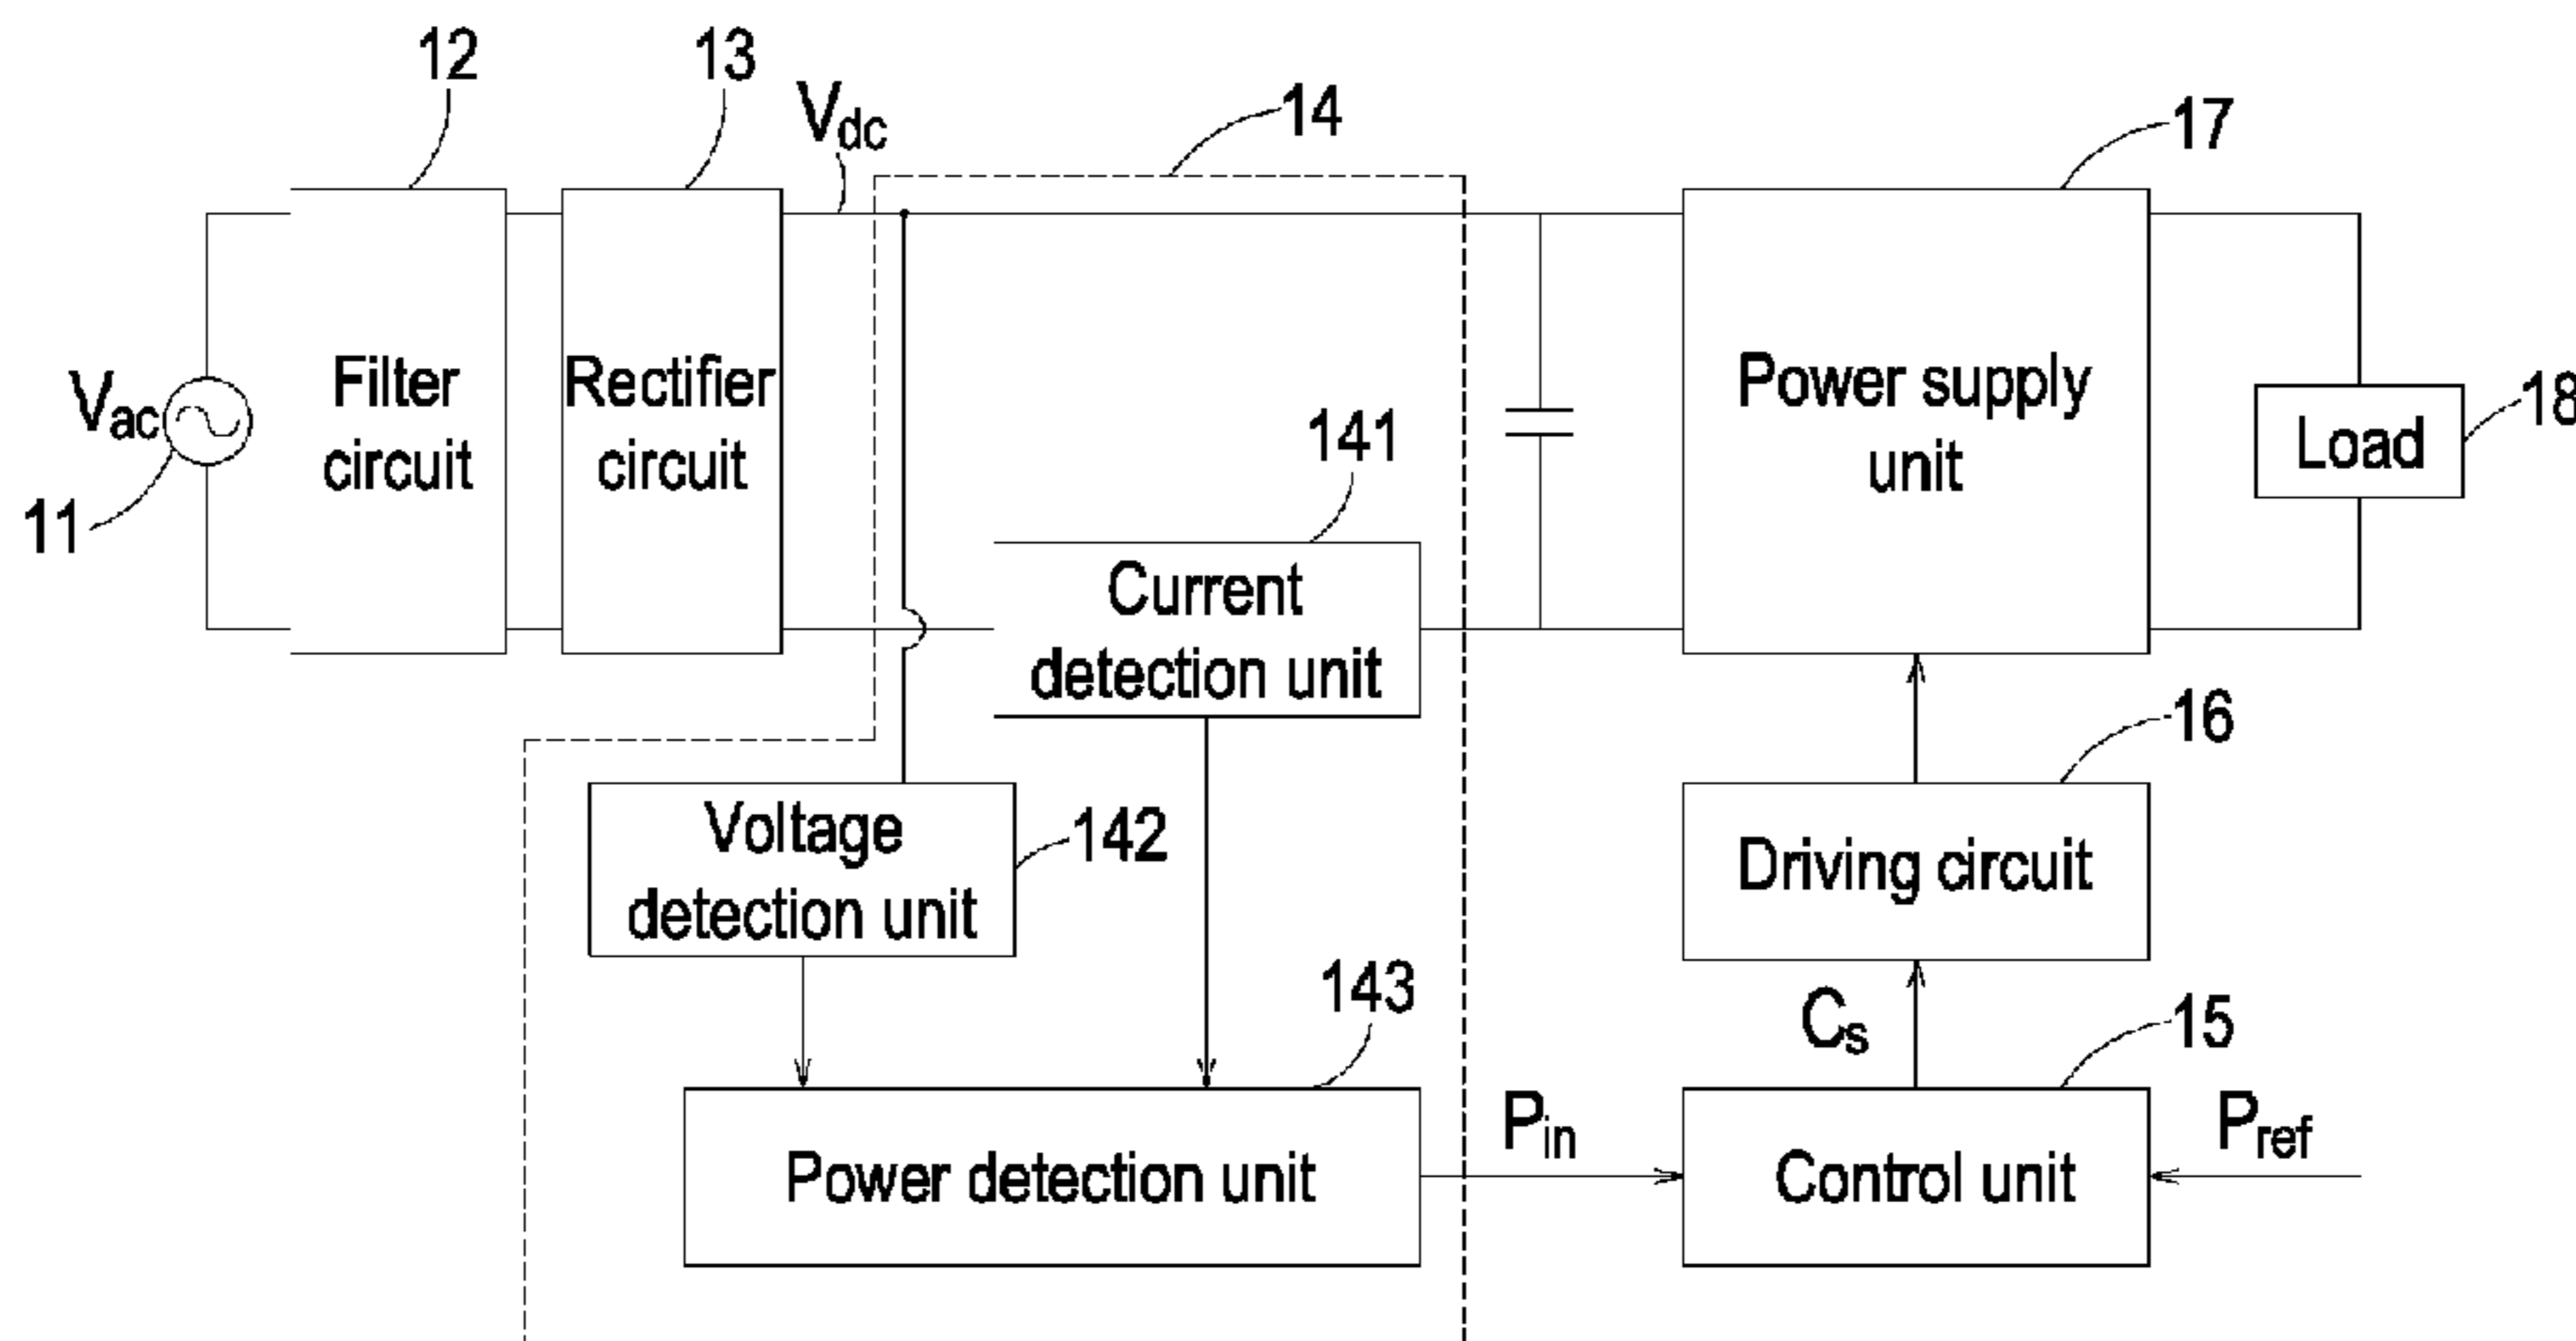 12
13
Vdc
14
17
Vac
11
Filter
circuit
Rectifier
circuit
141
Current
detection unit
Power supply
unit
Load
18
16
Voltage
detection unit
142
Driving circuit
143
Cs
15
Power detection unit
Pin
Control unit
Pref